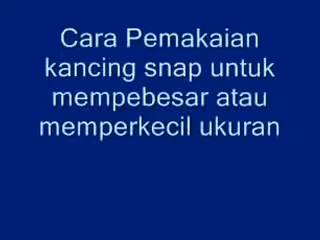 Cara Pemakaian
kancing snap untuk
mempebesar atau
memperkecil ukuran